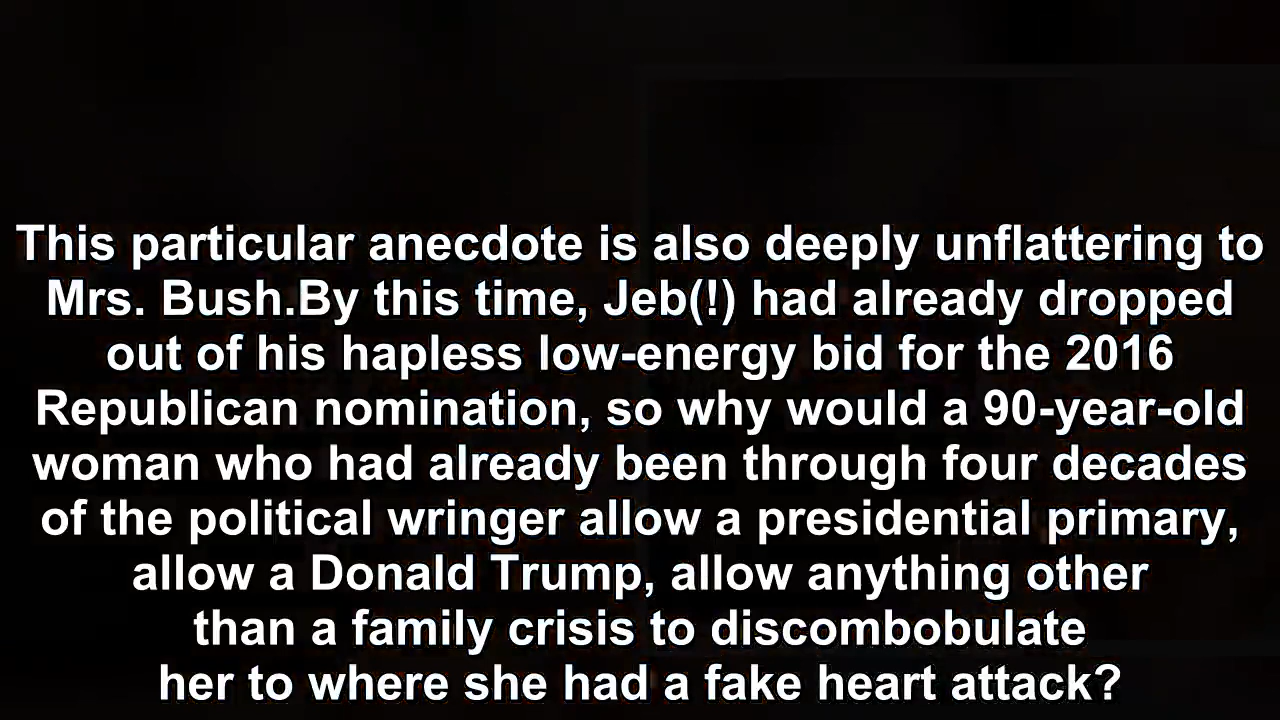 This particular anecdote is also deeply unflattering to
Mrs. Bush.By this time, Jeb(!) had already dropped
out of his hapless low-energy bid for the 2016
Republican nomination, so why would a 90-year-old
woman who had already been through four decades
of the political wringer allow a presidential primary,
allow a Donald Trump, allow anything other
than a family crisis to discombobulate
her to where she had a fake heart attack?